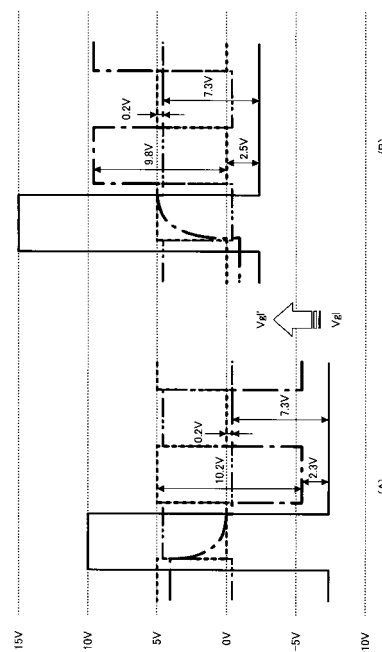 15V
10V
5V
0V
−5V
10V
10.2V
0.2V
7.3V
2.3V
(A)
Vgl'
Vgl
9.8V
0.2V
7.3V
2.5V
(B)